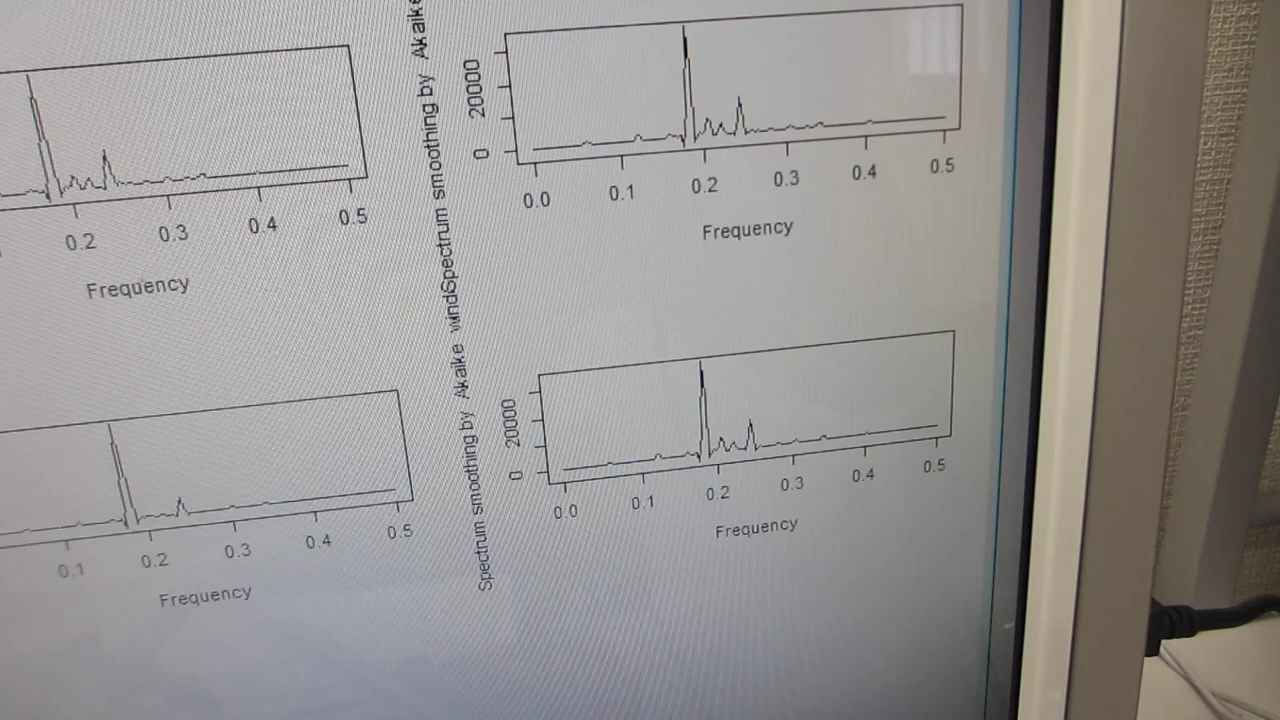 0.2 0.3 0.4 0.5
Frequency
Spectrum smoothing by Akaike
20000
0
0.0 0.1 0.2 0.3 0.4 0.5
Frequency
0.1 0.2 0.3 0.4 0.5
Frequency
Spectrum smoothing by Akaike wind
20000
0
0.0 0.1 0.2 0.3 0.4 0.5
Frequency